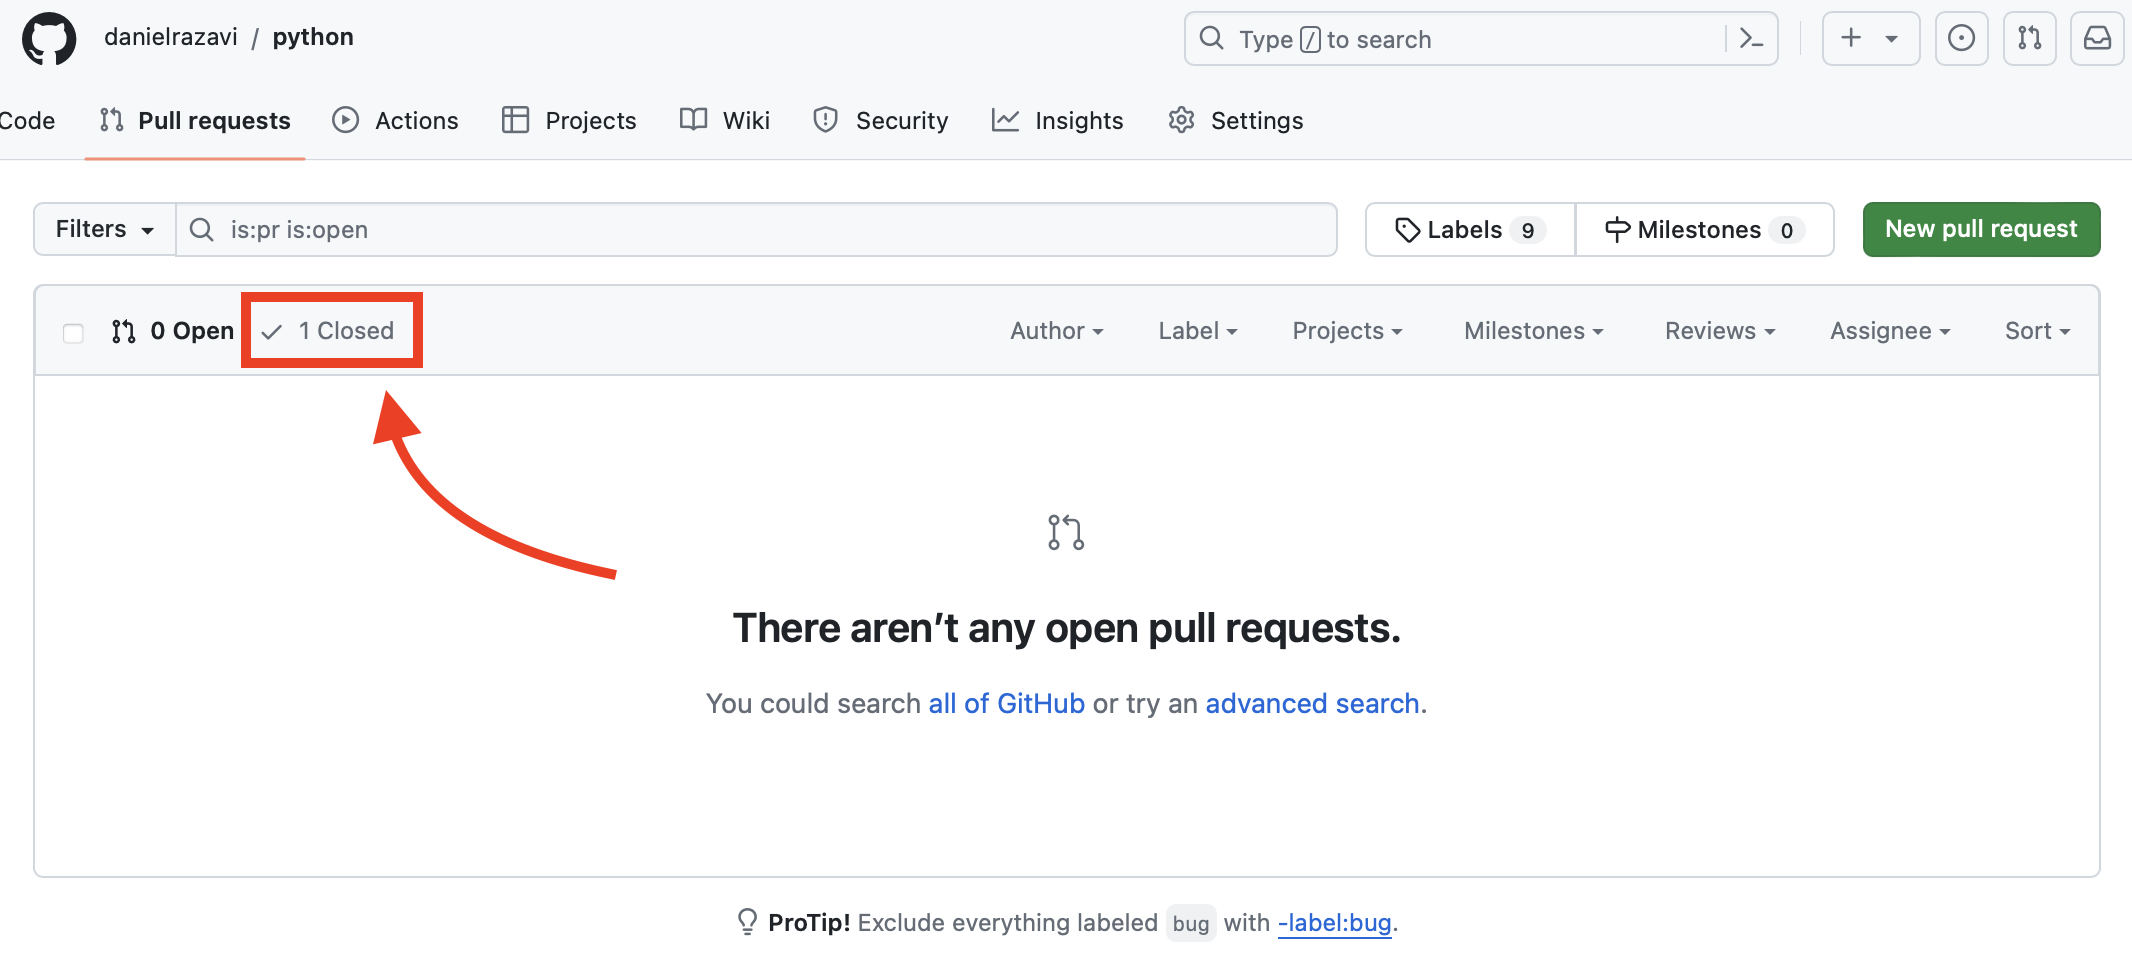 danielrazavi / python
Type / to search
Code Pull requests Actions Projects Wiki Security Insights Settings
Filters is:pr is:open Labels 9 Milestones 0 New pull request
0 Open 1 Closed Author Label Projects Milestones Reviews Assignee Sort
There aren’t any open pull requests.
You could search all of GitHub or try an advanced search.
ProTip! Exclude everything labeled bug with -label:bug.